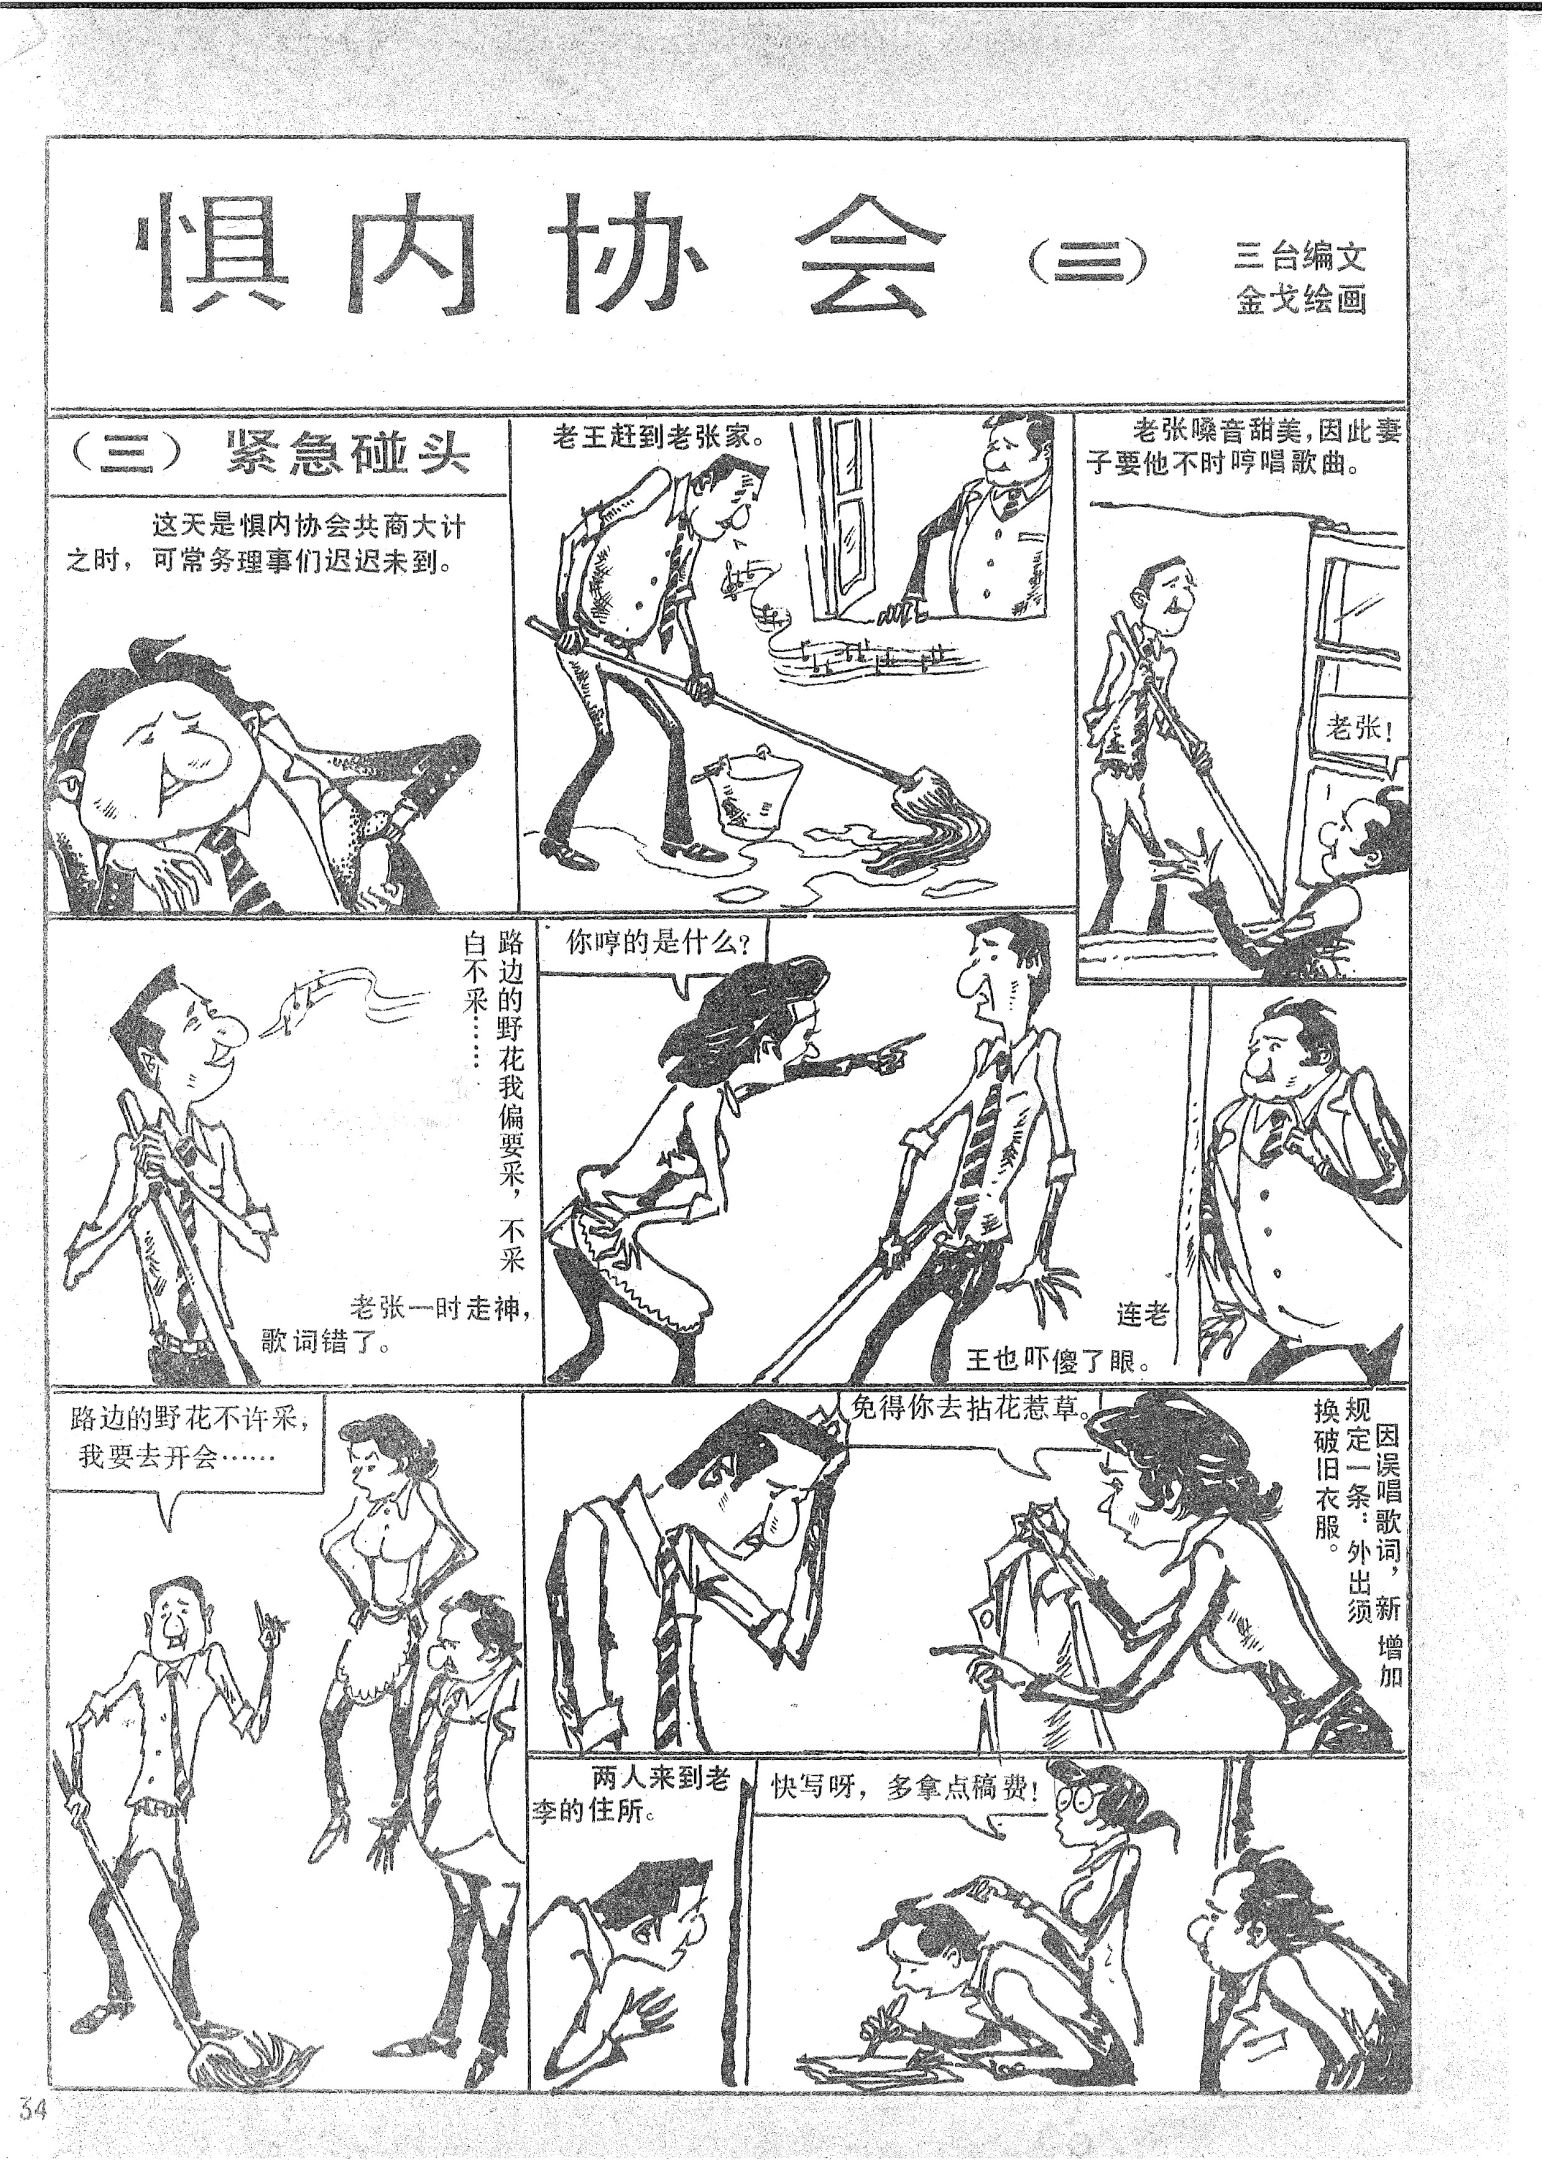 惧内协会(三)
三台编文
金戈绘画
(三)紧急碰头
这天是惧内协会共商大计
之时，可常务理事们迟迟未到。
老王赶到老张家。
老张嗓音甜美，因此妻
子要他不时哼唱歌曲。
老张！
路边的野花我偏要采，不采
白不采……
老张一时走神，
歌词错了。
你哼的是什么？
连老
王也吓傻了眼。
路边的野花不许采，
我要去开会……
免得你去拈花惹草。
因误唱歌词，新增加
规定一条：外出须
换破旧衣服。
两人来到老
李的住所。
快写呀，多拿点稿费！
34